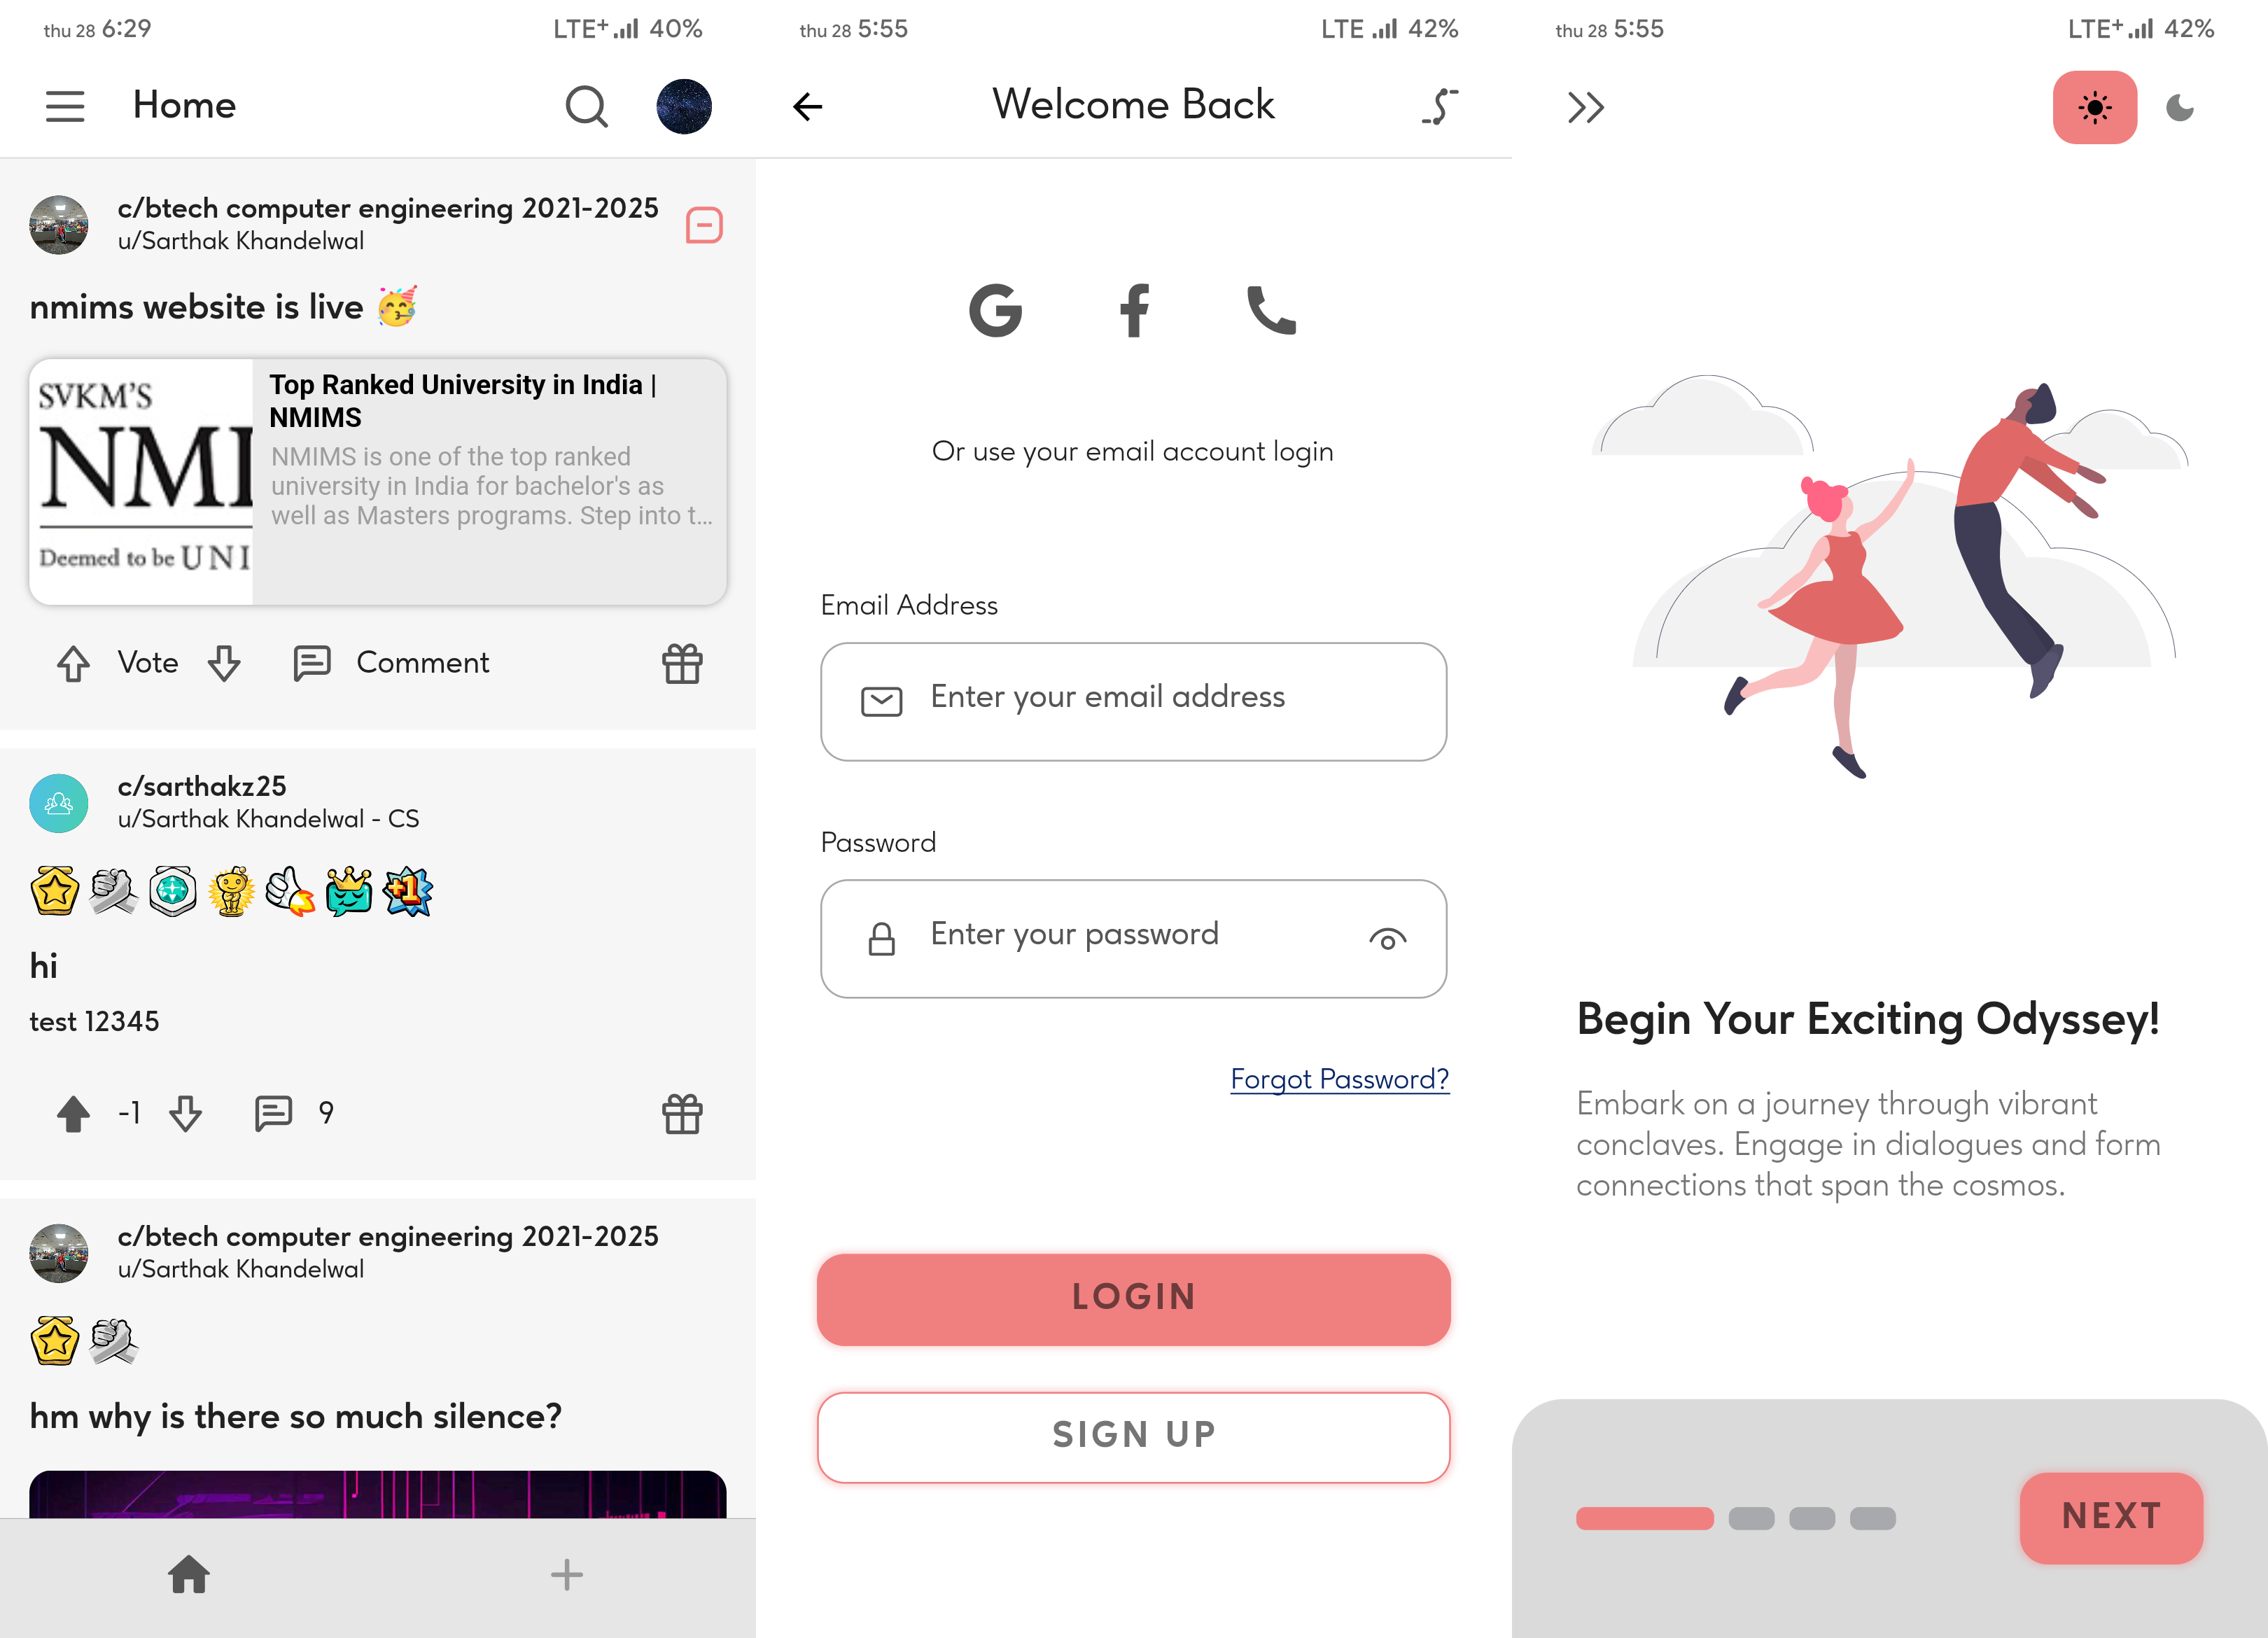 thu 28 6:29
LTE+ 40%
Home
c/btech computer engineering 2021-2025
u/Sarthak Khandelwal
nmims website is live 🥳
SVKM'S
NMI
Deemed to be UNI
Top Ranked University in India |
NMIMS
NMIMS is one of the top ranked
university in India for bachelor's as
well as Masters programs. Step into t...
Vote
Comment
c/sarthakz25
u/Sarthak Khandelwal - CS
+1
hi
test 12345
-1
9
c/btech computer engineering 2021-2025
u/Sarthak Khandelwal
hm why is there so much silence?
thu 28 5:55
LTE 42%
Welcome Back
Or use your email account login
Email Address
Enter your email address
Password
Enter your password
Forgot Password?
LOGIN
SIGN UP
thu 28 5:55
LTE+ 42%
Begin Your Exciting Odyssey!
Embark on a journey through vibrant
conclaves. Engage in dialogues and form
connections that span the cosmos.
NEXT